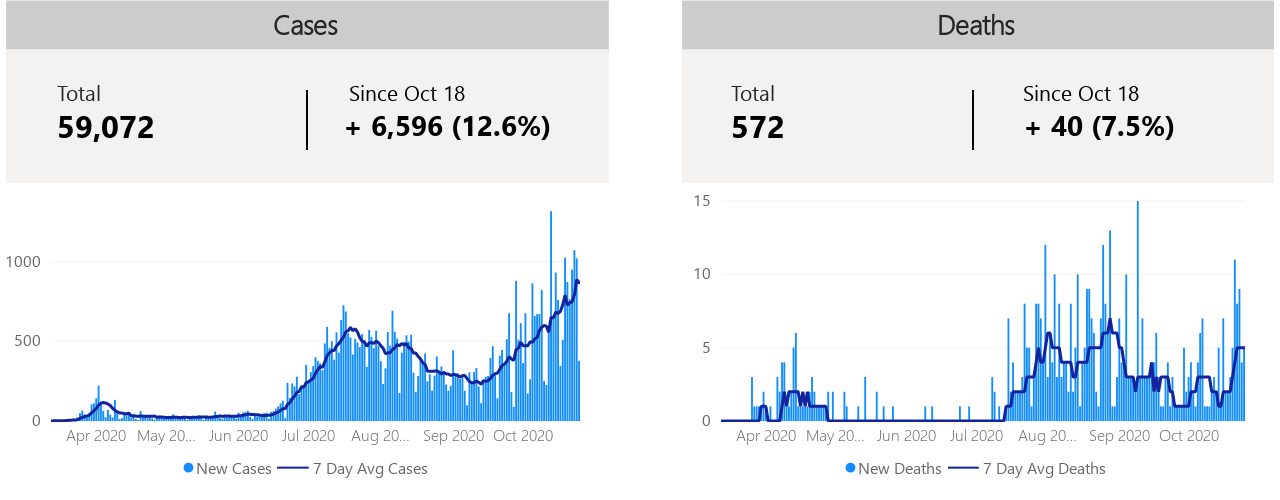 Cases
Total
59,072
Since Oct 18
+ 6,596 (12.6%)
1000
500
0
Apr 2020 May 20... Jun 2020 Jul 2020 Aug 20... Sep 2020 Oct 2020
New Cases 7 Day Avg Cases
Deaths
Total
572
Since Oct 18
+ 40 (7.5%)
15
10
5
0
Apr 2020 May 20... Jun 2020 Jul 2020 Aug 20... Sep 2020 Oct 2020
New Deaths 7 Day Avg Deaths